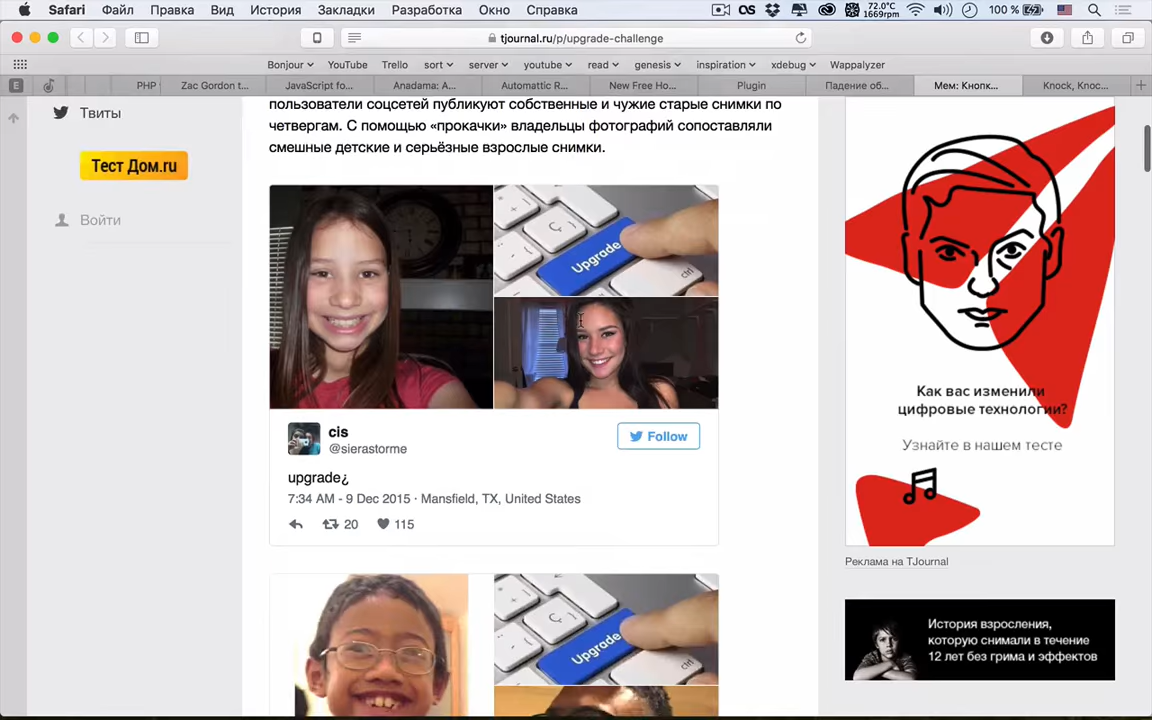 Safari Файл Правка Вид История Закладки Разработка Окно Справка
72.0°C
1669rpm
100 %
tjournal.ru/p/upgrade-challenge
Bonjour YouTube Trello sort server youtube read genesis inspiration xdebug Wappalyzer
E PHP Zac Gordon t... JavaScript fo... Anadama: A... Automattic R... New Free Ho... Plugin Падение об... Мем: Кнопк... Knock, Knoc...
Твиты
Тест Дом.ru
Войти
пользователи соцсетей публикуют собственные и чужие старые снимки по
четвергам. С помощью «прокачки» владельцы фотографий сопоставляли
смешные детские и серьёзные взрослые снимки.
Upgrade
ctrl
cis
@sierastorme
Follow
upgrade¿
7:34 AM - 9 Dec 2015 · Mansfield, TX, United States
20 115
Upgrade
ctrl
Как вас изменили
цифровые технологии?
Узнайте в нашем тесте
Реклама на TJournal
История взросления,
которую снимали в течение
12 лет без грима и эффектов